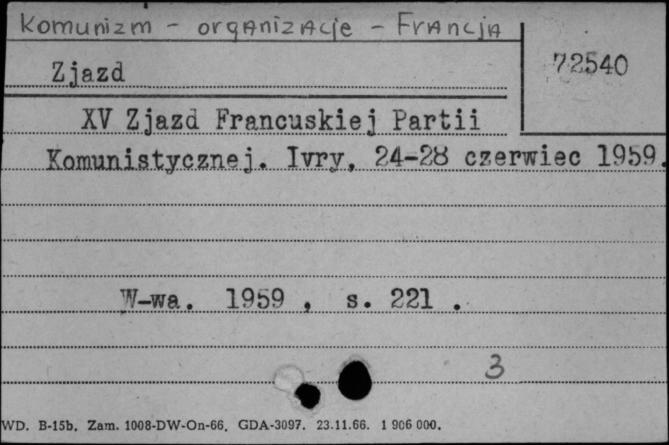 Komunizm - organizacje - Francja
Zjazd
72540
XV Zjazd Francuskiej Partii
Komunistycznej. Ivry, 24-28 czerwiec 1959.
W-wa. 1959 , s. 221 .
3
WD. B-15b. Zam. 1008-DW-On-66. GDA-3097. 23.11.66. 1 906 000.